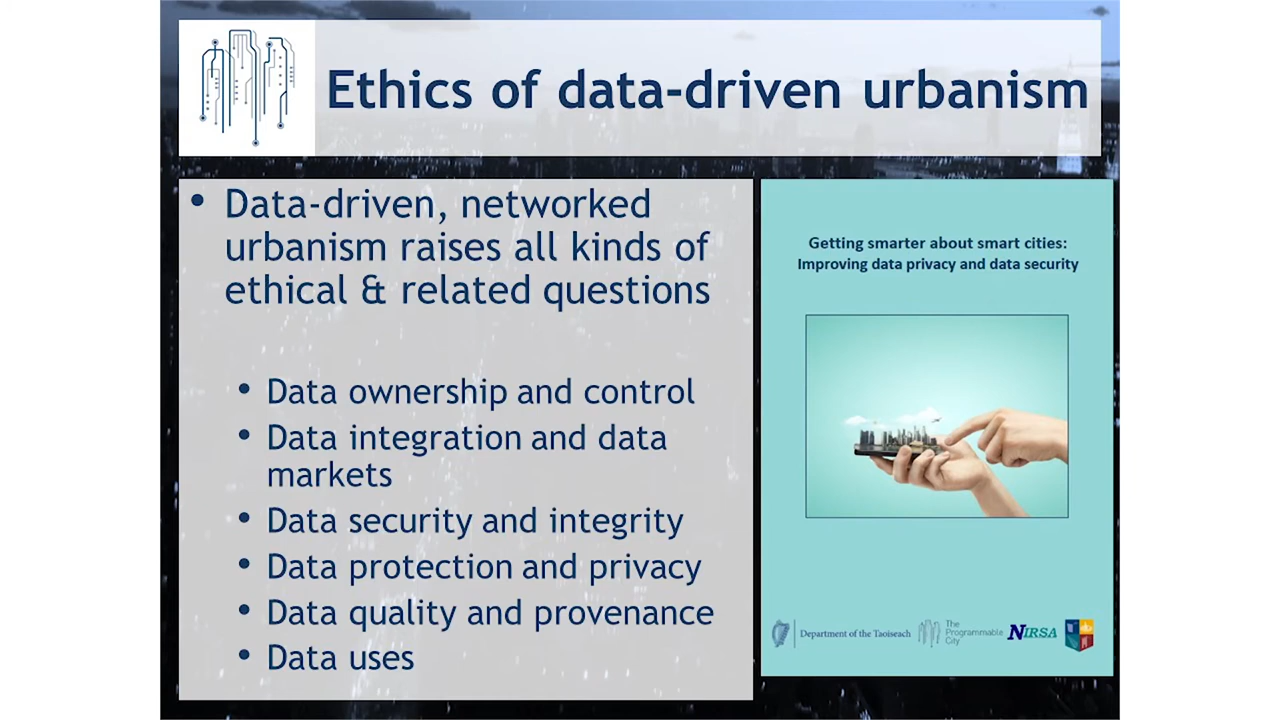 Ethics of data-driven urbanism
• Data-driven, networked
urbanism raises all kinds of
ethical & related questions
• Data ownership and control
• Data integration and data
markets
• Data security and integrity
• Data protection and privacy
• Data quality and provenance
• Data uses
Getting smarter about smart cities:
Improving data privacy and data security
Department of the Taoiseach
The
Programmable
City
NIRSA